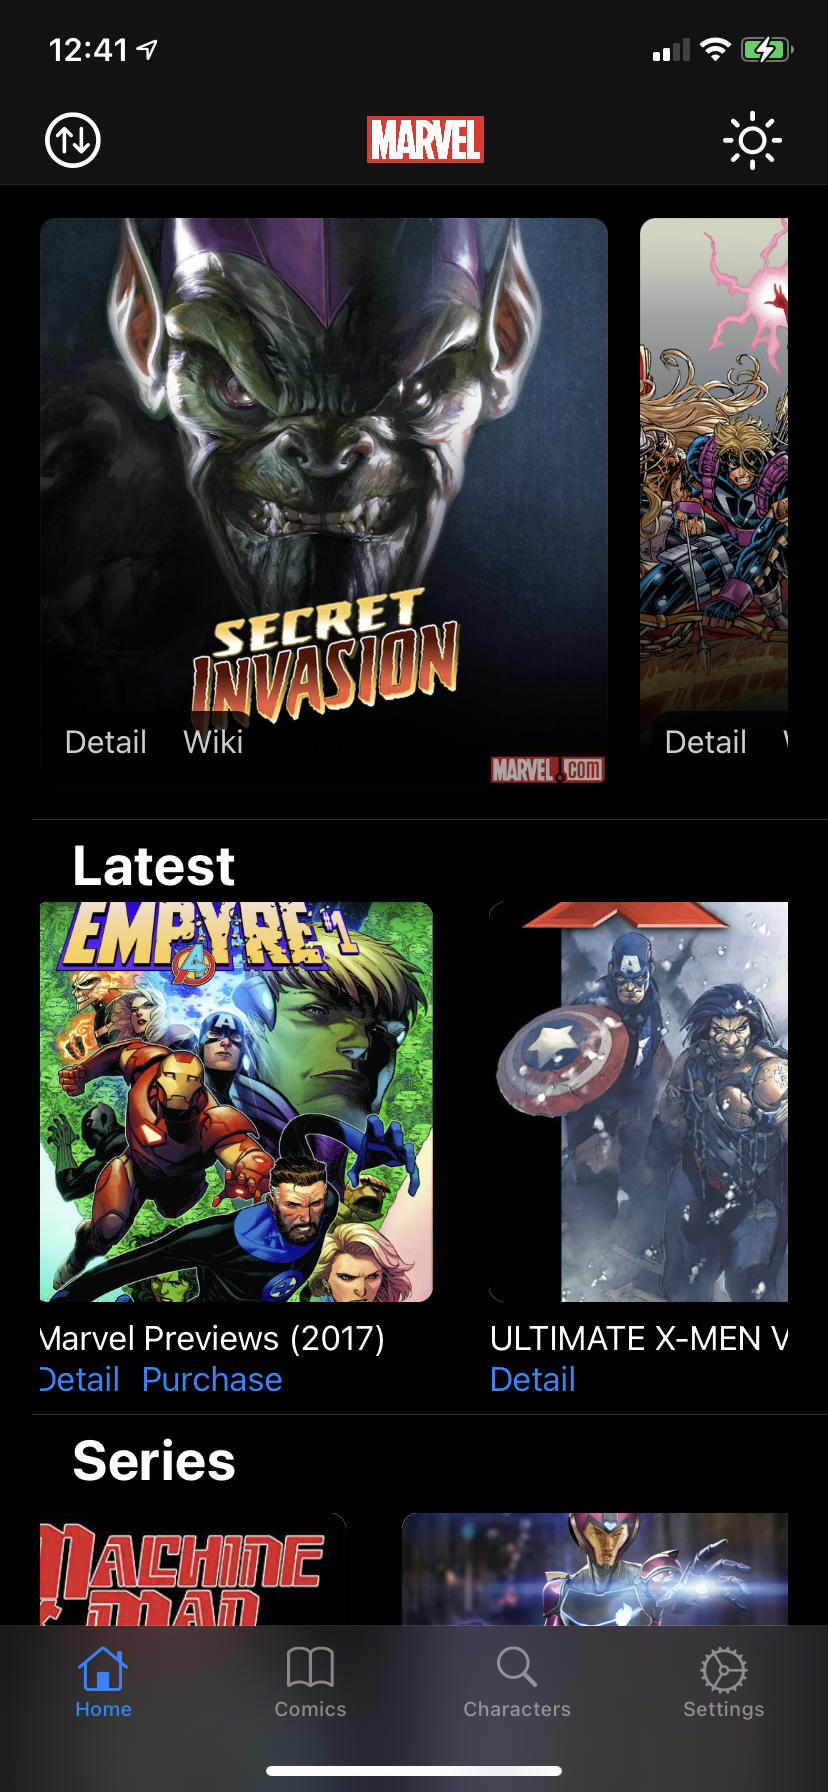 12:41
MARVEL
SECRET
INVASION
Detail Wiki
MARVEL.com
Detail
Latest
EMPYRE #1
A
A
Marvel Previews (2017)
Detail Purchase
ULTIMATE X-MEN V
Detail
Series
MACHINE
MAN
Home
Comics
Characters
Settings